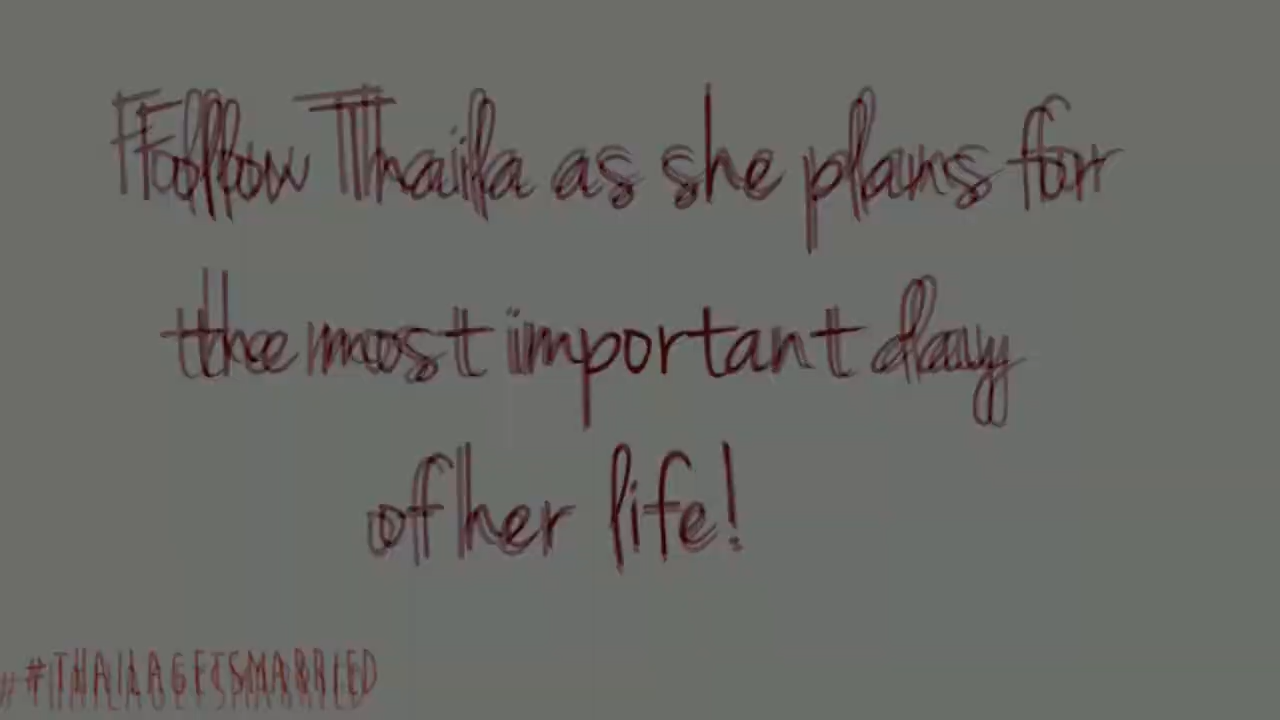 Follow Thaila as she plans for
the most important day
of her life!
#THAILAGETSMARRIED